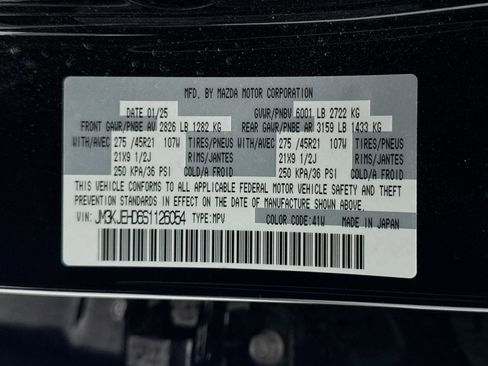 MFD. BY MAZDA MOTOR CORPORATION
DATE 01/25 GVWR/PNBV 6001 LB 2722 KG
FRONT GAWR/PNBE AV 2826 LB 1282 KG REAR GAWR/PNBE AR 3159 LB 1433 KG
WITH/AVEC 275 /45R21 107W TIRES/PNEUS WITH/AVEC 275 /45R21 107W TIRES/PNEUS
21X9 1/2J RIMS/JANTES 21X9 1/2J RIMS/JANTES
250 KPA/36 PSI COLD/A FROID 250 KPA/36 PSI COLD/A FROID
THIS VEHICLE CONFORMS TO ALL APPLICABLE FEDERAL MOTOR VEHICLE SAFETY AND THEFT
PREVENTION STANDARDS IN EFFECT ON THE DATE OF MANUFACTURE SHOWN ABOVE.
VIN: JM3KJEHD6S1126054 TYPE:MPV COLOR CODE:41W MADE IN JAPAN